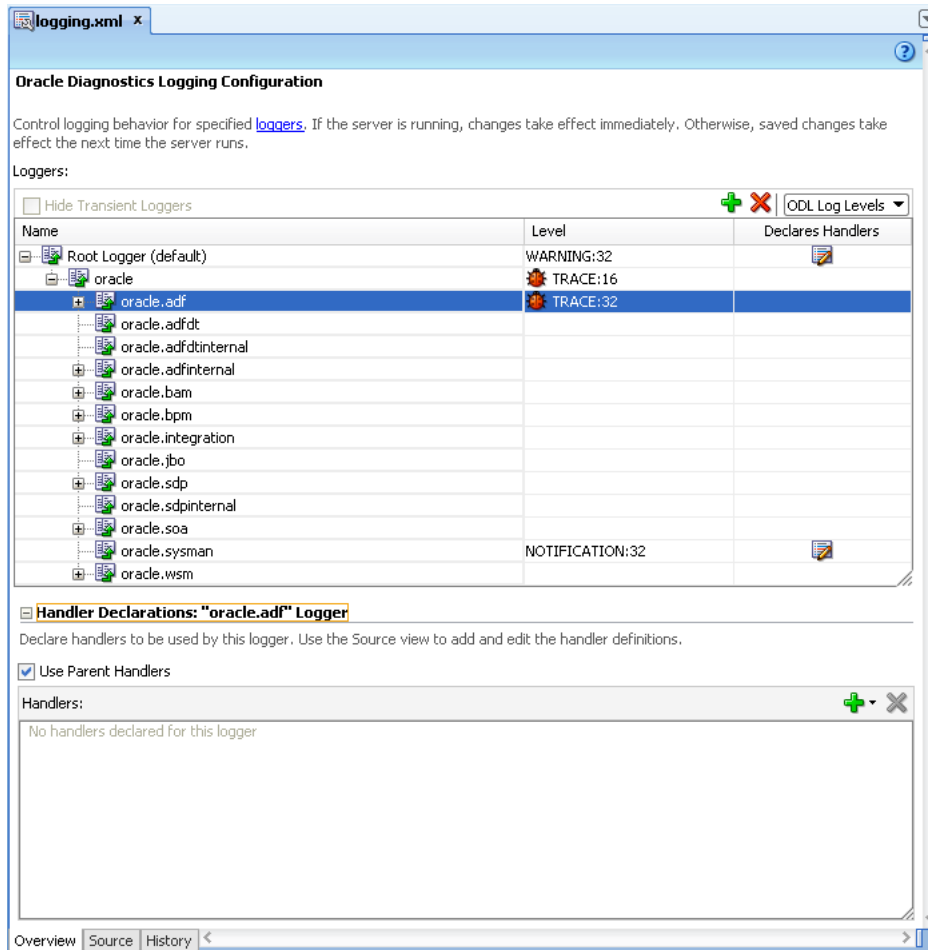 logging.xml x
?
Oracle Diagnostics Logging Configuration
Control logging behavior for specified loggers. If the server is running, changes take effect immediately. Otherwise, saved changes take
effect the next time the server runs.
Loggers:
Hide Transient Loggers ODL Log Levels
Name Level Declares Handlers
Root Logger (default) WARNING:32
oracle TRACE:16
oracle.adf TRACE:32
oracle.adfdt
oracle.adfdtinternal
oracle.adfinternal
oracle.bam
oracle.bpm
oracle.integration
oracle.jbo
oracle.sdp
oracle.sdpinternal
oracle.soa
oracle.sysman NOTIFICATION:32
oracle.wsm
Handler Declarations: "oracle.adf" Logger
Declare handlers to be used by this logger. Use the Source view to add and edit the handler definitions.
Use Parent Handlers
Handlers:
No handlers declared for this logger
Overview Source History